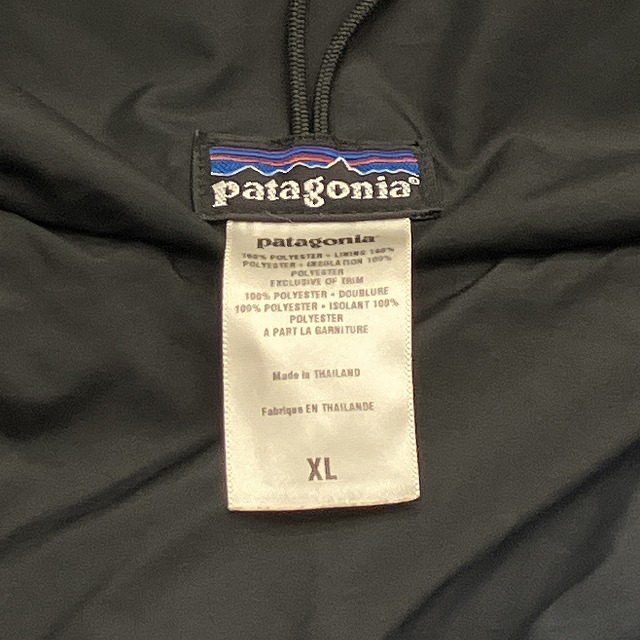 patagonia®
patagonia
100% POLYESTER • LINING 100%
POLYESTER • INSULATION 100%
POLYESTER
EXCLUSIVE OF TRIM
100% POLYESTER • DOUBLURE
100% POLYESTER • ISOLANT 100%
POLYESTER
A PART LA GARNITURE
Made in THAILAND
Fabrique EN THAILANDE
XL